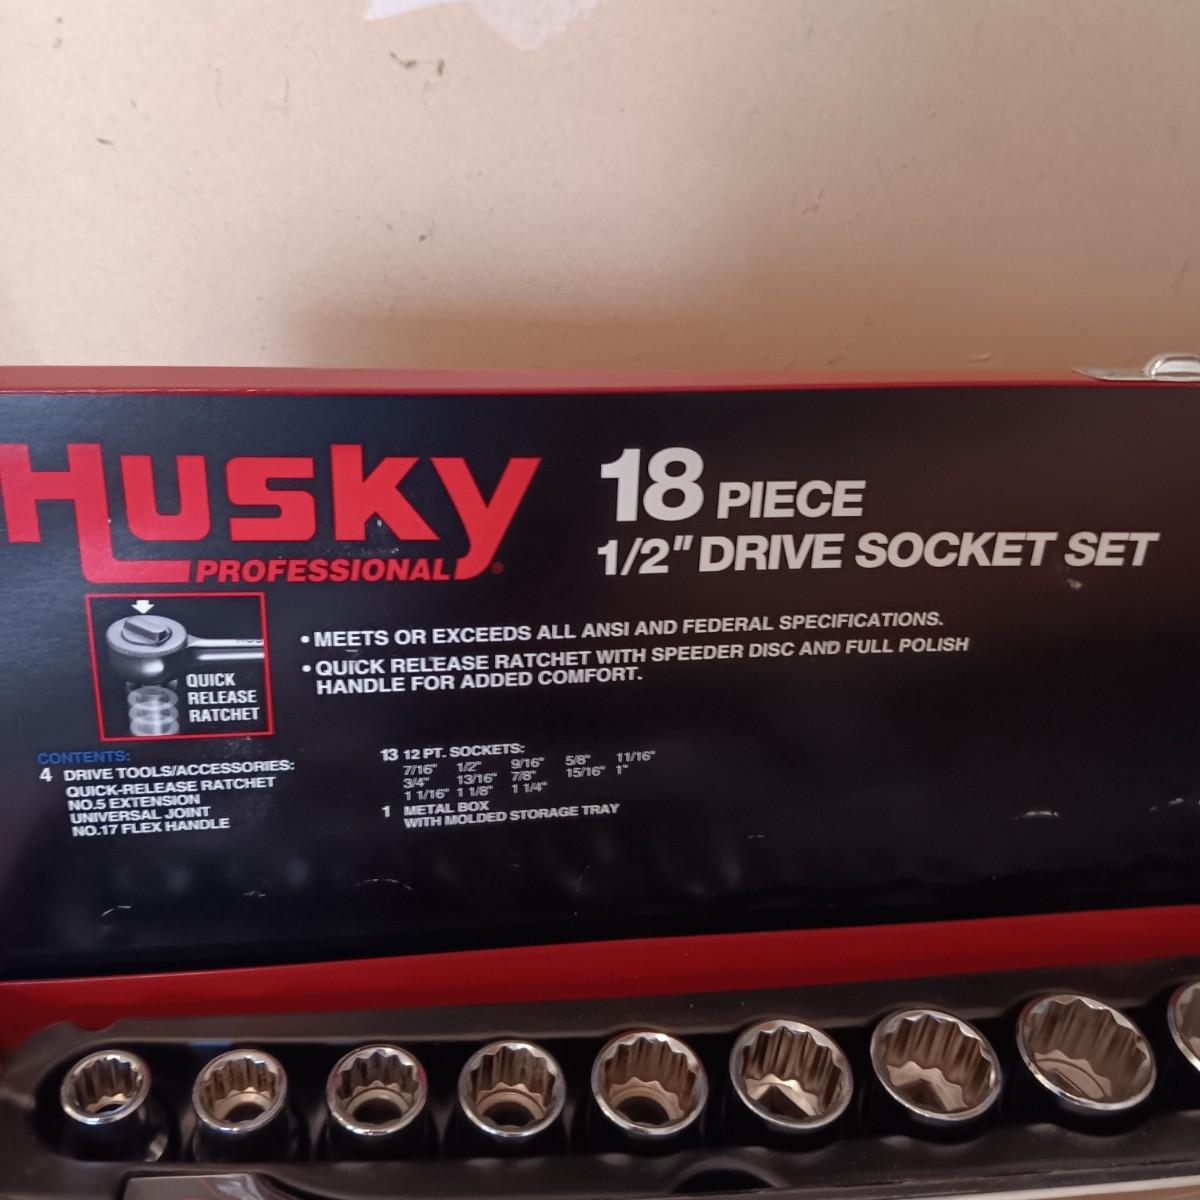 Husky
PROFESSIONAL®
18 PIECE
1/2" DRIVE SOCKET SET
QUICK
RELEASE
RATCHET
• MEETS OR EXCEEDS ALL ANSI AND FEDERAL SPECIFICATIONS.
• QUICK RELEASE RATCHET WITH SPEEDER DISC AND FULL POLISH
HANDLE FOR ADDED COMFORT.
CONTENTS:
4 DRIVE TOOLS/ACCESSORIES:
QUICK-RELEASE RATCHET
NO.5 EXTENSION
UNIVERSAL JOINT
NO.17 FLEX HANDLE
13 12 PT. SOCKETS:
7/16" 1/2" 9/16" 5/8" 11/16"
3/4" 13/16" 7/8" 15/16" 1"
1 1/16" 1 1/8" 1 1/4"
1 METAL BOX
WITH MOLDED STORAGE TRAY